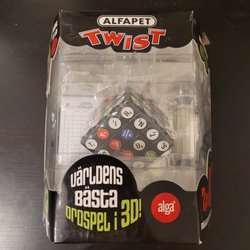 ALFAPET
TWIST
VÄRLDENS
BÄSTA
ORDSPEL i 3D!
alga